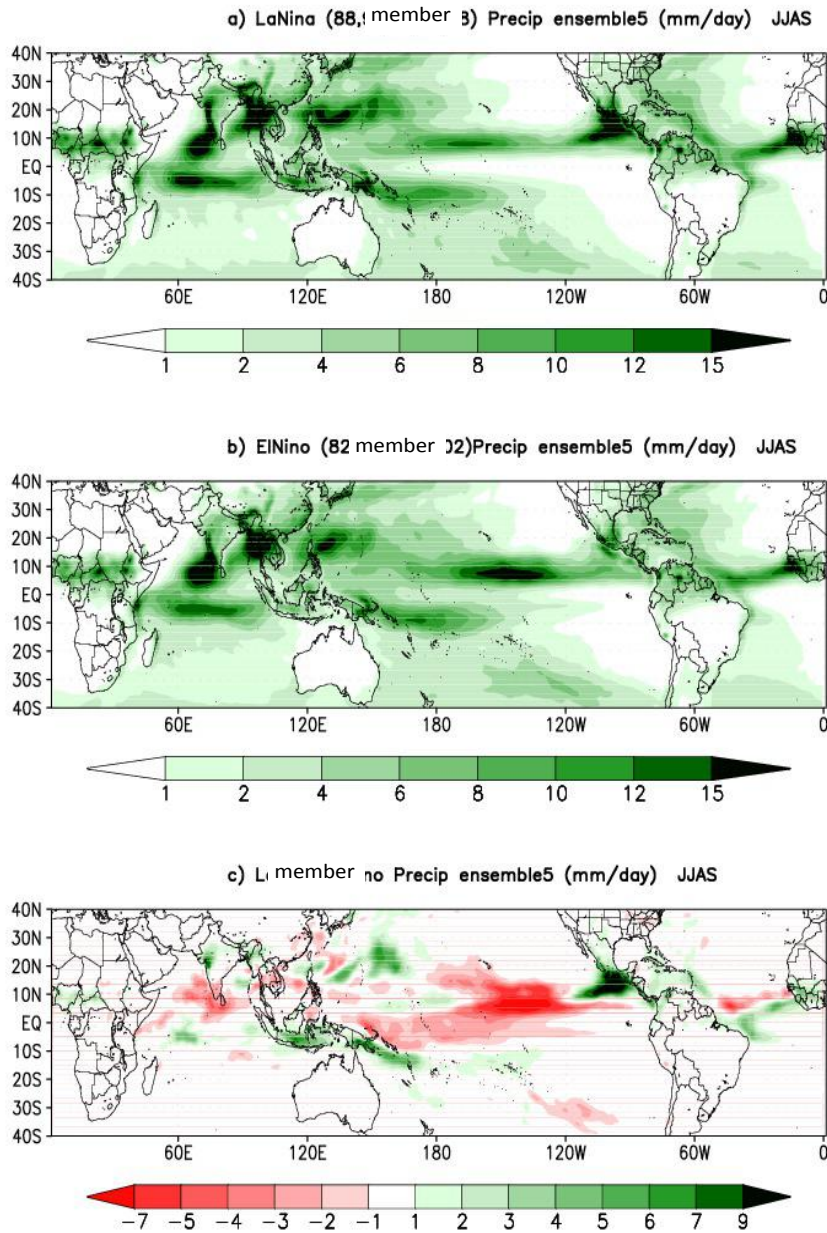 a) LaNina (88, member 8) Precip ensemble5 (mm/day) JJAS
40N
30N
20N
10N
EQ
10S
20S
30S
40S
60E 120E 180 120W 60W 0
1 2 4 6 8 10 12 15
b) ElNino (82 member 02)Precip ensemble5 (mm/day) JJAS
40N
30N
20N
10N
EQ
10S
20S
30S
40S
60E 120E 180 120W 60W 0
1 2 4 6 8 10 12 15
c) L member no Precip ensemble5 (mm/day) JJAS
40N
30N
20N
10N
EQ
10S
20S
30S
40S
60E 120E 180 120W 60W 0
-7 -5 -4 -3 -2 -1 1 2 3 4 5 6 7 9